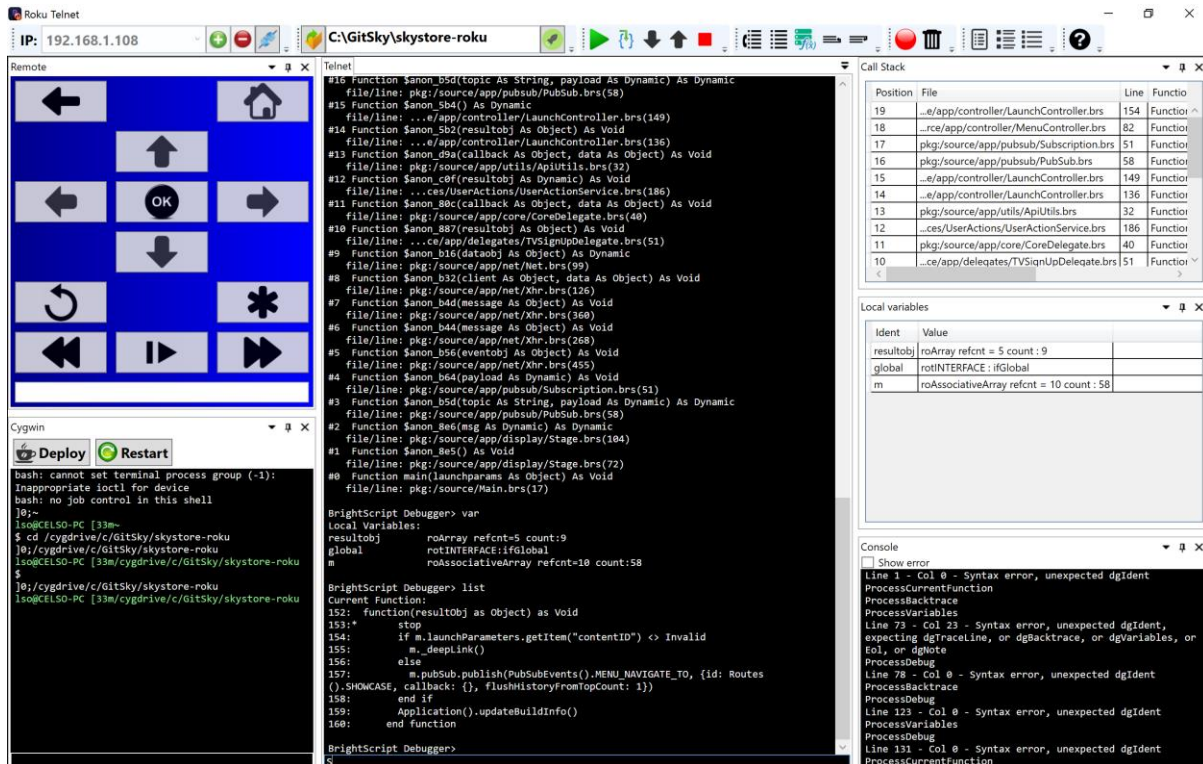 Roku Telnet
IP: 192.168.1.108
C:\GitSky\skystore-roku
Remote
OK
Cygwin
Deploy Restart
bash: cannot set terminal process group (-1):
Inappropriate ioctl for device
bash: no job control in this shell
]0;~
lso@CELSO-PC [33m~
$ cd /cygdrive/c/GitSky/skystore-roku
]0;/cygdrive/c/GitSky/skystore-roku
lso@CELSO-PC [33m/cygdrive/c/GitSky/skystore-roku
$
]0;/cygdrive/c/GitSky/skystore-roku
lso@CELSO-PC [33m/cygdrive/c/GitSky/skystore-roku
Telnet
#16 Function $anon_b5d(topic As String, payload As Dynamic) As Dynamic
file/line: pkg:/source/app/pubsub/PubSub.brs(58)
#15 Function $anon_5b4() As Dynamic
file/line: ...e/app/controller/LaunchController.brs(149)
#14 Function $anon_5b2(resultobj As Object) As Void
file/line: ...e/app/controller/LaunchController.brs(136)
#13 Function $anon_d9a(callback As Object, data As Object) As Void
file/line: pkg:/source/app/utils/ApiUtils.brs(32)
#12 Function $anon_c0f(resultobj As Dynamic) As Void
file/line: ...ces/UserActions/UserActionService.brs(186)
#11 Function $anon_80c(callback As Object, data As Object) As Void
file/line: pkg:/source/app/core/CoreDelegate.brs(40)
#10 Function $anon_887(resultobj As Object) As Void
file/line: ...ce/app/delegates/TVSignUpDelegate.brs(51)
#9 Function $anon_b16(dataobj As Object) As Dynamic
file/line: pkg:/source/app/net/Net.brs(99)
#8 Function $anon_b32(client As Object, data As Object) As Void
file/line: pkg:/source/app/net/Xhr.brs(126)
#7 Function $anon_b4d(message As Object) As Void
file/line: pkg:/source/app/net/Xhr.brs(360)
#6 Function $anon_b44(message As Object) As Void
file/line: pkg:/source/app/net/Xhr.brs(268)
#5 Function $anon_b56(eventobj As Object) As Void
file/line: pkg:/source/app/net/Xhr.brs(455)
#4 Function $anon_b64(payload As Dynamic) As Void
file/line: pkg:/source/app/pubsub/Subscription.brs(51)
#3 Function $anon_b5d(topic As String, payload As Dynamic) As Dynamic
file/line: pkg:/source/app/pubsub/PubSub.brs(58)
#2 Function $anon_8e6(msg As Dynamic) As Dynamic
file/line: pkg:/source/app/display/Stage.brs(104)
#1 Function $anon_8e5() As Void
file/line: pkg:/source/app/display/Stage.brs(72)
#0 Function main(launchparams As Object) As Void
file/line: pkg:/source/Main.brs(17)
BrightScript Debugger> var
Local Variables:
resultobj roArray refcnt=5 count:9
global rotINTERFACE:ifGlobal
m roAssociativeArray refcnt=10 count:58
BrightScript Debugger> list
Current Function:
152: function(resultObj as Object) as Void
153:* stop
154: if m.launchParameters.getItem("contentID") <> Invalid
155: m._deepLink()
156: else
157: m.pubSub.publish(PubSubEvents().MENU_NAVIGATE_TO, {id: Routes
().SHOWCASE, callback: {}, flushHistoryFromTopCount: 1})
158: end if
159: Application().updateBuildInfo()
160: end function
BrightScript Debugger>
S
Call Stack
Position File Line Functio
19 ...e/app/controller/LaunchController.brs 154 Function
18 ...rce/app/controller/MenuController.brs 82 Function
17 pkg:/source/app/pubsub/Subscription.brs 51 Function
16 pkg:/source/app/pubsub/PubSub.brs 58 Function
15 ...e/app/controller/LaunchController.brs 149 Function
14 ...e/app/controller/LaunchController.brs 136 Function
13 pkg:/source/app/utils/ApiUtils.brs 32 Function
12 ...ces/UserActions/UserActionService.brs 186 Function
11 pkg:/source/app/core/CoreDelegate.brs 40 Function
10 ...ce/app/delegates/TVSignUpDelegate.brs 51 Function
Local variables
Ident Value
resultobj roArray refcnt = 5 count : 9
global rotINTERFACE : ifGlobal
m roAssociativeArray refcnt = 10 count : 58
Console
Show error
Line 1 - Col 0 - Syntax error, unexpected dgIdent
ProcessCurrentFunction
ProcessBacktrace
ProcessVariables
Line 73 - Col 23 - Syntax error, unexpected dgIdent,
expecting dgTraceLine, or dgBacktrace, or dgVariables, or
Eol, or dgNote
ProcessDebug
Line 78 - Col 0 - Syntax error, unexpected dgIdent
ProcessBacktrace
ProcessDebug
Line 123 - Col 0 - Syntax error, unexpected dgIdent
ProcessVariables
ProcessDebug
Line 131 - Col 0 - Syntax error, unexpected dgIdent
ProcessCurrentFunction